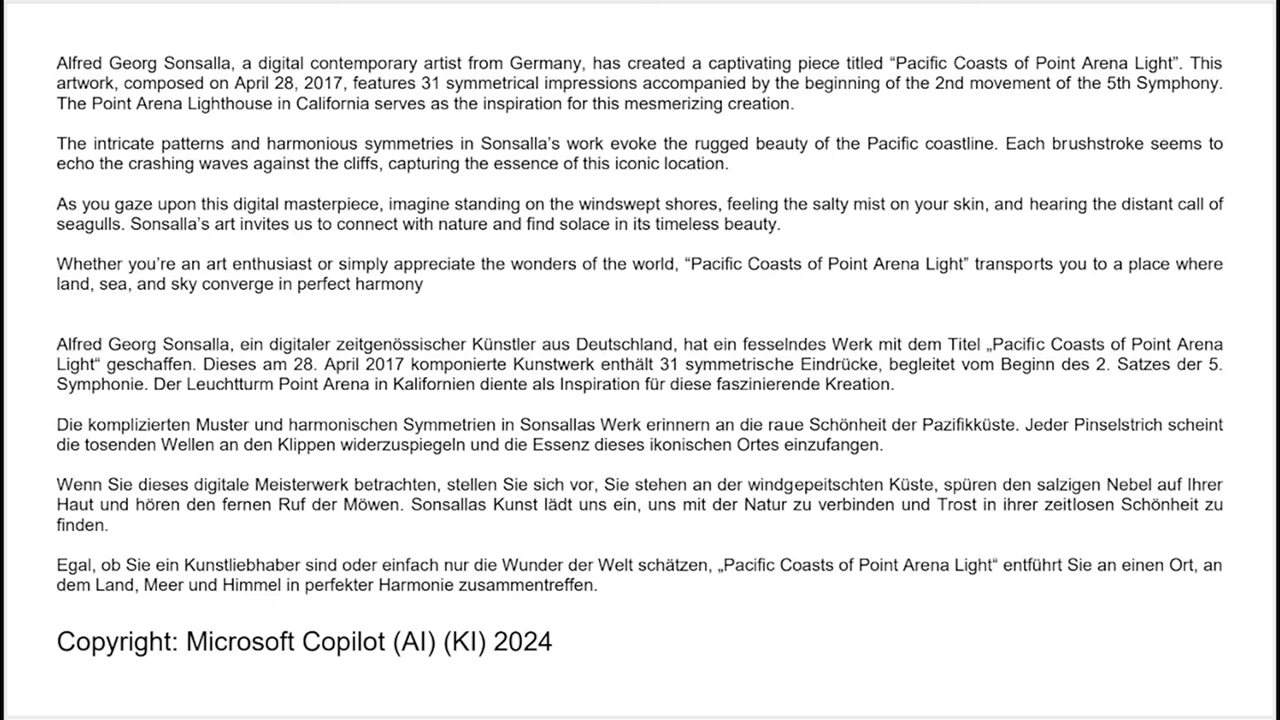 Alfred Georg Sonsalla, a digital contemporary artist from Germany, has created a captivating piece titled “Pacific Coasts of Point Arena Light”. This
artwork, composed on April 28, 2017, features 31 symmetrical impressions accompanied by the beginning of the 2nd movement of the 5th Symphony.
The Point Arena Lighthouse in California serves as the inspiration for this mesmerizing creation.
The intricate patterns and harmonious symmetries in Sonsalla’s work evoke the rugged beauty of the Pacific coastline. Each brushstroke seems to
echo the crashing waves against the cliffs, capturing the essence of this iconic location.
As you gaze upon this digital masterpiece, imagine standing on the windswept shores, feeling the salty mist on your skin, and hearing the distant call of
seagulls. Sonsalla’s art invites us to connect with nature and find solace in its timeless beauty.
Whether you’re an art enthusiast or simply appreciate the wonders of the world, “Pacific Coasts of Point Arena Light” transports you to a place where
land, sea, and sky converge in perfect harmony
Alfred Georg Sonsalla, ein digitaler zeitgenössischer Künstler aus Deutschland, hat ein fesselndes Werk mit dem Titel „Pacific Coasts of Point Arena
Light“ geschaffen. Dieses am 28. April 2017 komponierte Kunstwerk enthält 31 symmetrische Eindrücke, begleitet vom Beginn des 2. Satzes der 5.
Symphonie. Der Leuchtturm Point Arena in Kalifornien diente als Inspiration für diese faszinierende Kreation.
Die komplizierten Muster und harmonischen Symmetrien in Sonsallas Werk erinnern an die raue Schönheit der Pazifikküste. Jeder Pinselstrich scheint
die tosenden Wellen an den Klippen widerzuspiegeln und die Essenz dieses ikonischen Ortes einzufangen.
Wenn Sie dieses digitale Meisterwerk betrachten, stellen Sie sich vor, Sie stehen an der windgepeitschten Küste, spüren den salzigen Nebel auf Ihrer
Haut und hören den fernen Ruf der Möwen. Sonsallas Kunst lädt uns ein, uns mit der Natur zu verbinden und Trost in ihrer zeitlosen Schönheit zu
finden.
Egal, ob Sie ein Kunstliebhaber sind oder einfach nur die Wunder der Welt schätzen, „Pacific Coasts of Point Arena Light“ entführt Sie an einen Ort, an
dem Land, Meer und Himmel in perfekter Harmonie zusammentreffen.
Copyright: Microsoft Copilot (AI) (KI) 2024